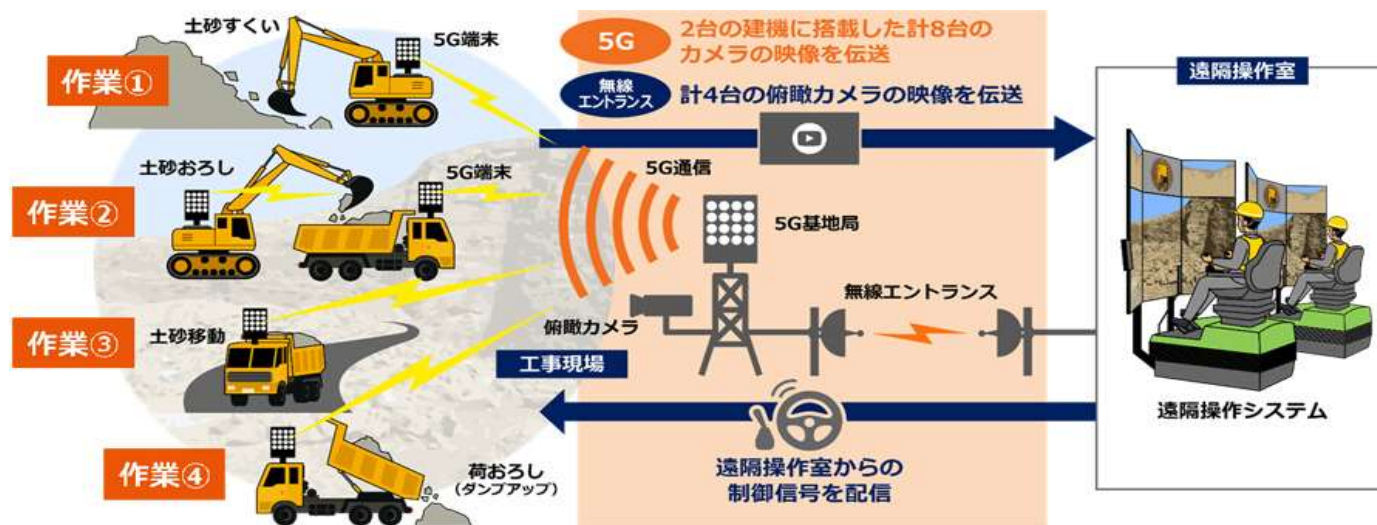 土砂すくい
5G端末
作業①
5G
2台の建機に搭載した計8台の
カメラの映像を伝送
無線
エントランス
計4台の俯瞰カメラの映像を伝送
遠隔操作室
土砂おろし
5G端末
作業②
5G通信
5G基地局
無線エントランス
俯瞰カメラ
土砂移動
作業③
工事現場
遠隔操作システム
作業④
荷おろし
(ダンプアップ)
遠隔操作室からの
制御信号を配信